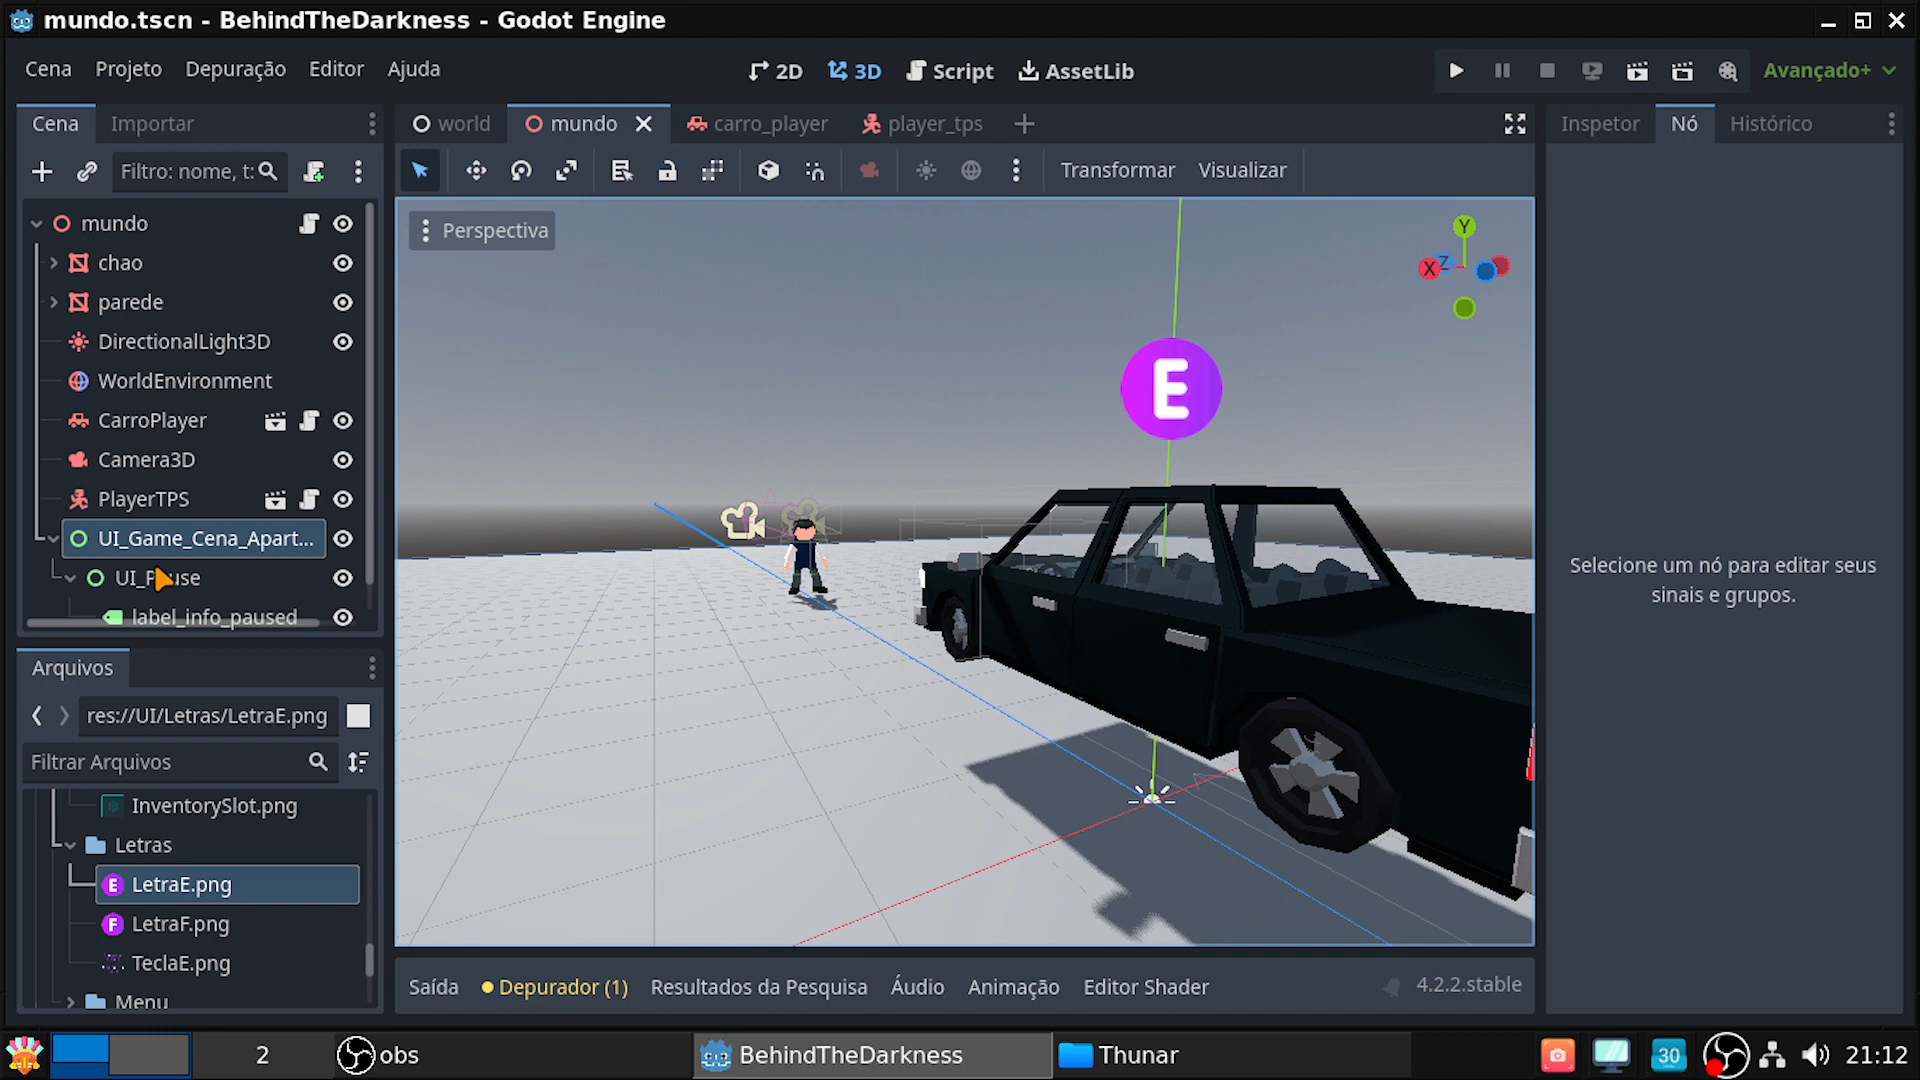 mundo.tscn - BehindTheDarkness - Godot Engine
Cena Projeto Depuração Editor Ajuda
2D 3D Script AssetLib
Avançado+
Cena Importar
world mundo carro_player player_tps
Inspetor Nó Histórico
Filtro: nome, t:
Transformar Visualizar
Perspectiva
mundo
chao
parede
DirectionalLight3D
WorldEnvironment
CarroPlayer
Camera3D
PlayerTPS
UI_Game_Cena_Apart...
UI_Pause
label_info_paused
Y
X Z
E
Selecione um nó para editar seus
sinais e grupos.
Arquivos
res://UI/Letras/LetraE.png
Filtrar Arquivos
InventorySlot.png
Letras
E LetraE.png
F LetraF.png
TeclaE.png
Menu
Saída Depurador (1) Resultados da Pesquisa Áudio Animação Editor Shader
4.2.2.stable
2 obs BehindTheDarkness Thunar 30 21:12